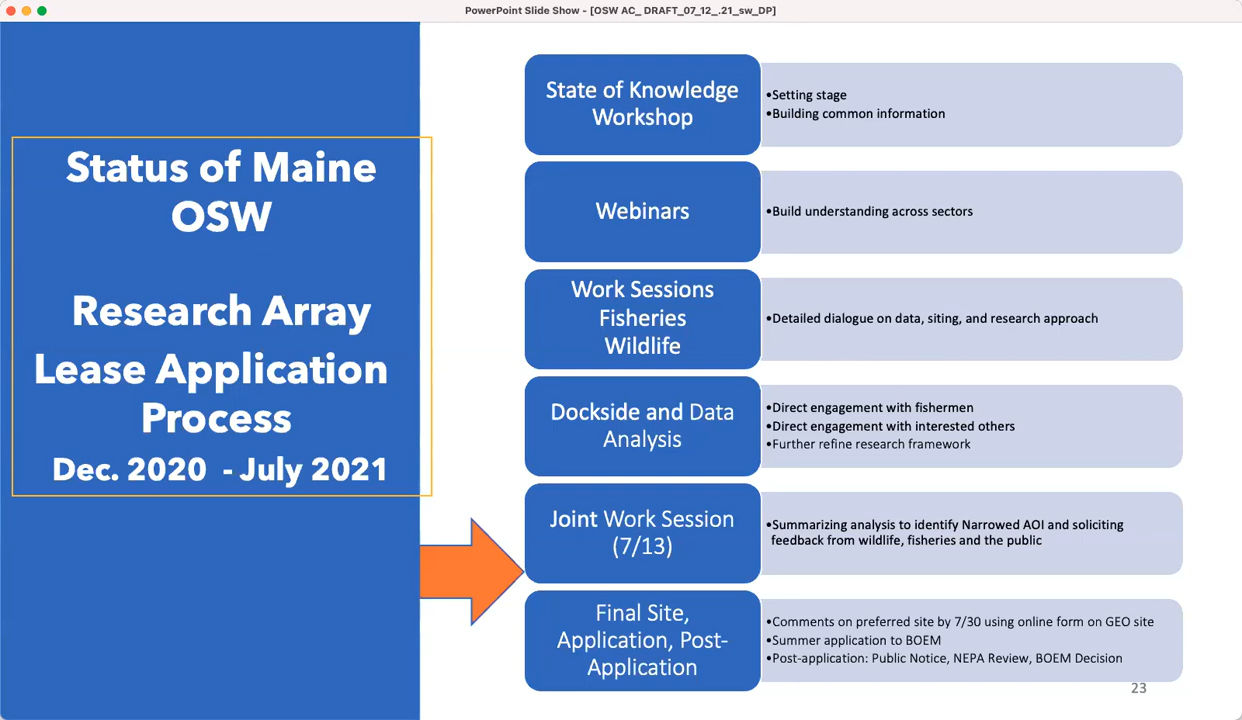 PowerPoint Slide Show - [OSW AC_ DRAFT_07_12_.21_sw_DP]
Status of Maine
OSW
Research Array
Lease Application
Process
Dec. 2020 - July 2021
State of Knowledge
Workshop
•Setting stage
•Building common information
Webinars
•Build understanding across sectors
Work Sessions
Fisheries
Wildlife
•Detailed dialogue on data, siting, and research approach
Dockside and Data
Analysis
•Direct engagement with fishermen
•Direct engagement with interested others
•Further refine research framework
Joint Work Session
(7/13)
•Summarizing analysis to identify Narrowed AOI and soliciting
feedback from wildlife, fisheries and the public
Final Site,
Application, Post-
Application
•Comments on preferred site by 7/30 using online form on GEO site
•Summer application to BOEM
•Post-application: Public Notice, NEPA Review, BOEM Decision
23